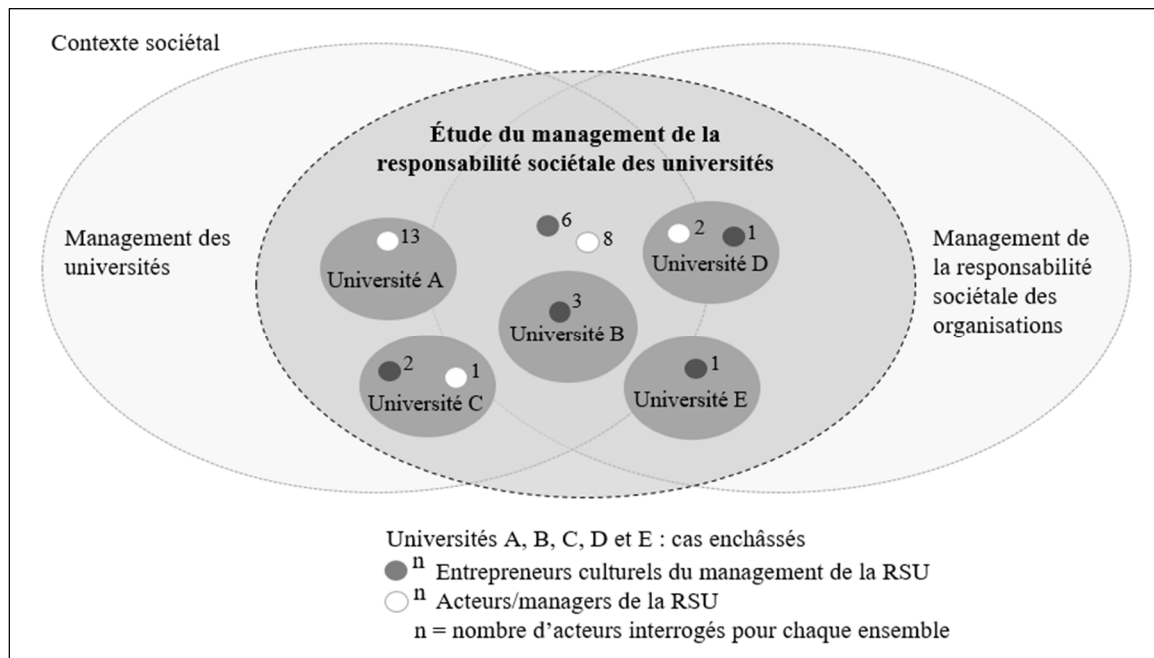 Contexte sociétal
Étude du management de la
responsabilité sociétale des universités
Management des
universités
Management de
la responsabilité
sociétale des
organisations
13
Université A
6
8
2
1
Université D
3
Université B
2
1
Université C
1
Université E
Universités A, B, C, D et E : cas enchâssés
n Entrepreneurs culturels du management de la RSU
n Acteurs/managers de la RSU
n = nombre d’acteurs interrogés pour chaque ensemble